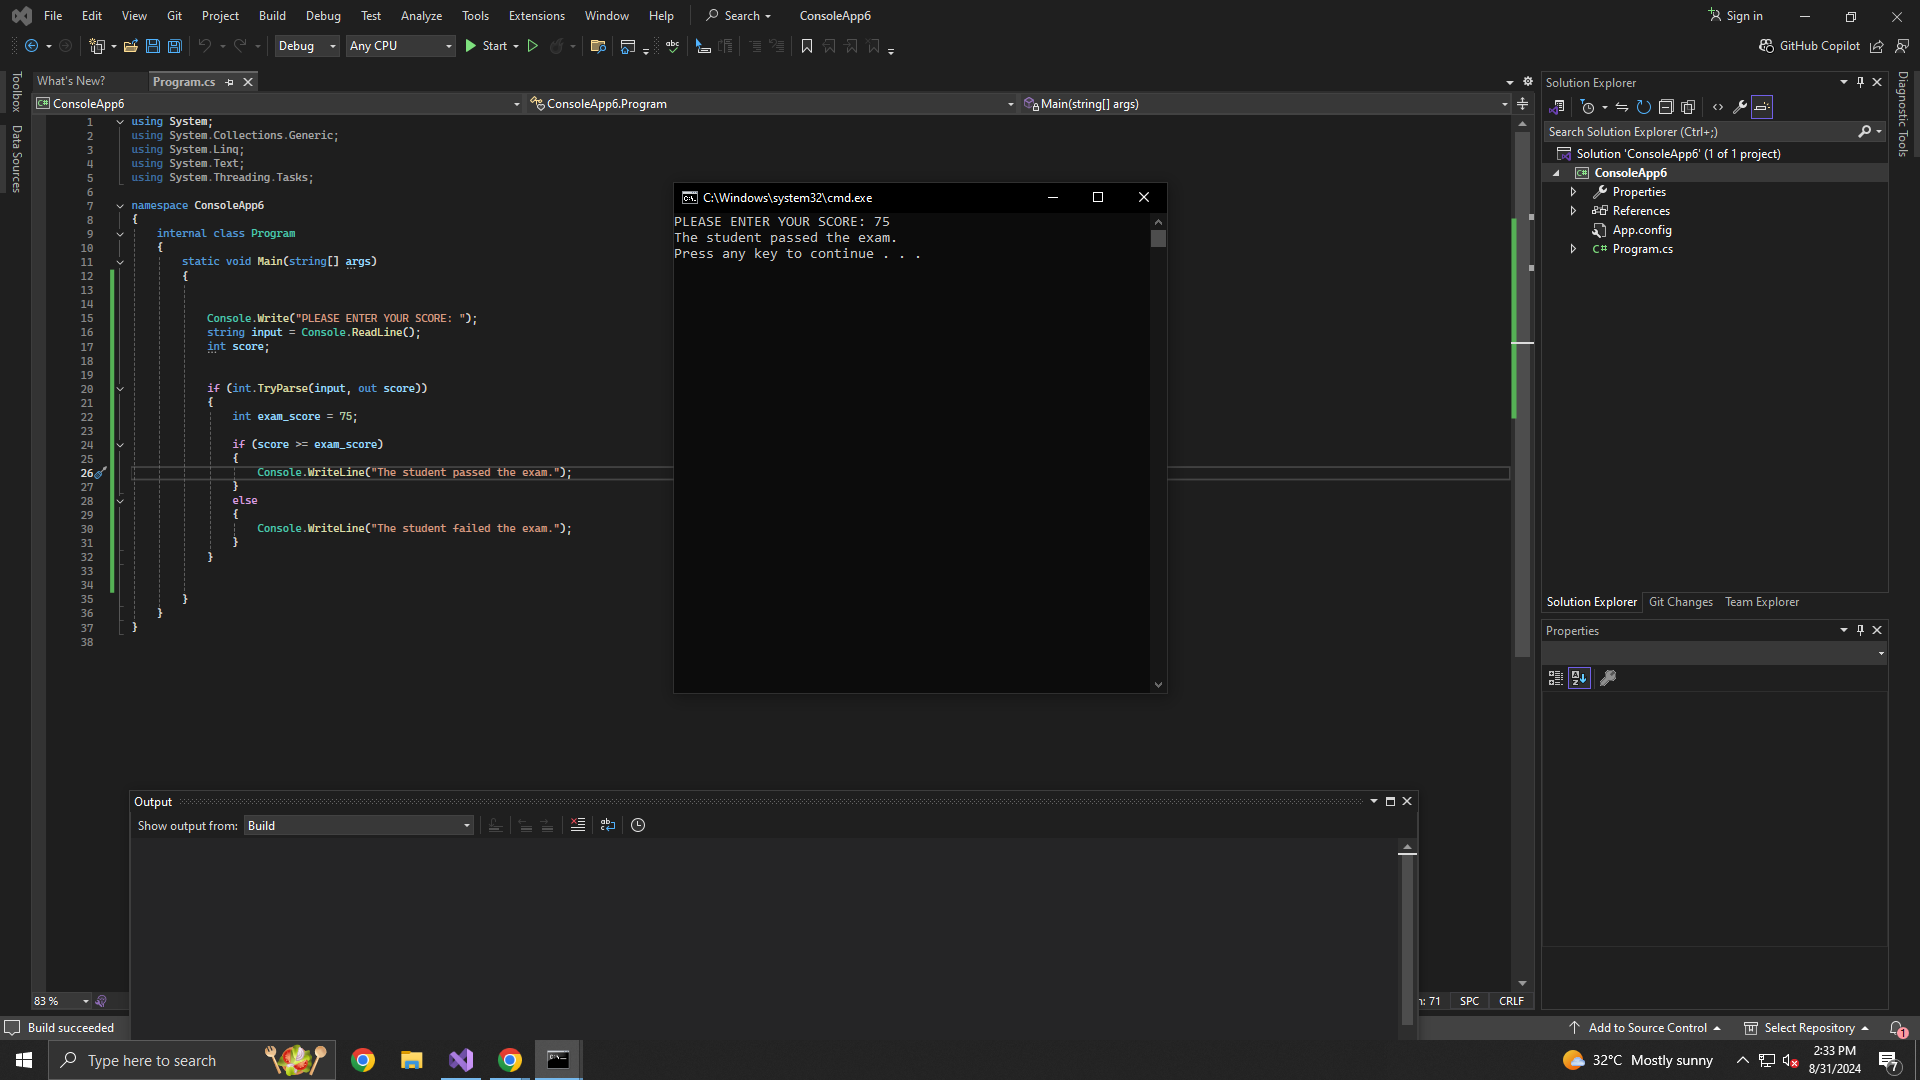 File Edit View Git Project Build Debug Test Analyze Tools Extensions Window Help Search ConsoleApp6 Sign in
Debug Any CPU Start GitHub Copilot
What's New? Program.cs
ConsoleApp6 ConsoleApp6.Program Main(string[] args)
Toolbox
Data Sources
1 using System;
2 using System.Collections.Generic;
3 using System.Linq;
4 using System.Text;
5 using System.Threading.Tasks;
6
7 namespace ConsoleApp6
8 {
9 internal class Program
10 {
11 static void Main(string[] args)
12 {
13
14
15 Console.Write("PLEASE ENTER YOUR SCORE: ");
16 string input = Console.ReadLine();
17 int score;
18
19
20 if (int.TryParse(input, out score))
21 {
22 int exam_score = 75;
23
24 if (score >= exam_score)
25 {
26 Console.WriteLine("The student passed the exam.");
27 }
28 else
29 {
30 Console.WriteLine("The student failed the exam.");
31 }
32 }
33
34
35 }
36 }
37 }
38
C:\Windows\system32\cmd.exe
PLEASE ENTER YOUR SCORE: 75
The student passed the exam.
Press any key to continue . . .
Solution Explorer
Search Solution Explorer (Ctrl+;)
Solution 'ConsoleApp6' (1 of 1 project)
ConsoleApp6
Properties
References
App.config
C# Program.cs
Solution Explorer Git Changes Team Explorer
Properties
Diagnostic Tools
Output
Show output from: Build
83 % : 71 SPC CRLF
Build succeeded Add to Source Control Select Repository 1
Type here to search 32°C Mostly sunny 2:33 PM
8/31/2024 7